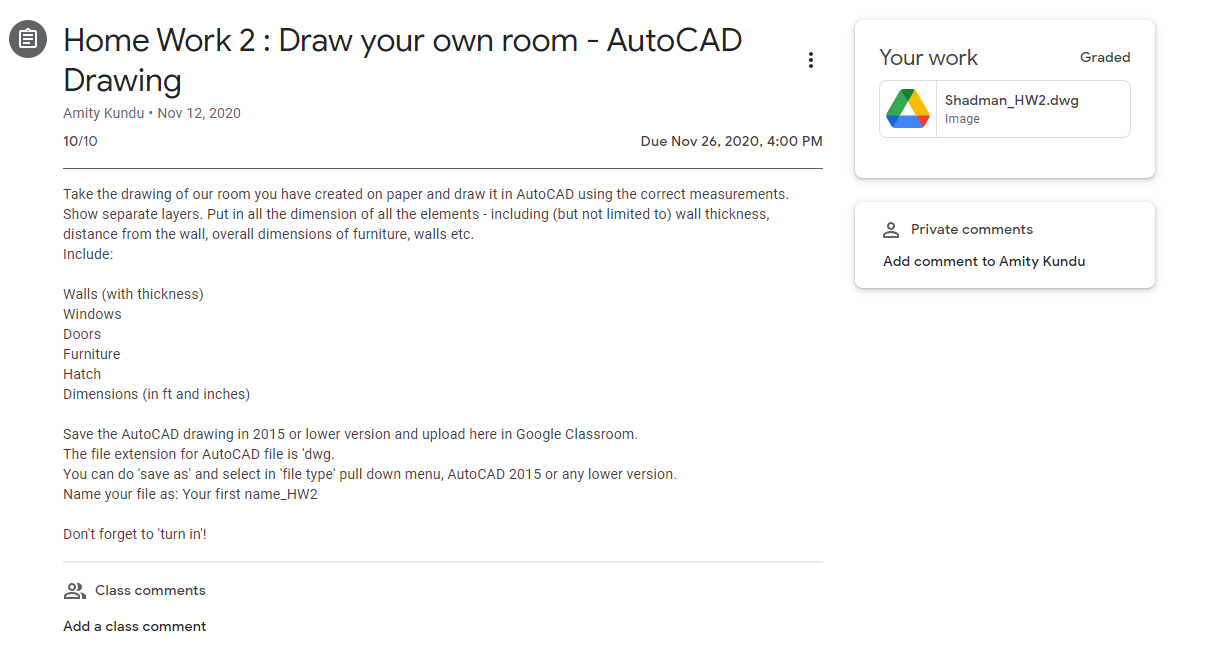 Home Work 2 : Draw your own room - AutoCAD
Drawing
Amity Kundu • Nov 12, 2020
10/10
Due Nov 26, 2020, 4:00 PM
Take the drawing of our room you have created on paper and draw it in AutoCAD using the correct measurements.
Show separate layers. Put in all the dimension of all the elements - including (but not limited to) wall thickness,
distance from the wall, overall dimensions of furniture, walls etc.
Include:
Walls (with thickness)
Windows
Doors
Furniture
Hatch
Dimensions (in ft and inches)
Save the AutoCAD drawing in 2015 or lower version and upload here in Google Classroom.
The file extension for AutoCAD file is 'dwg.
You can do 'save as' and select in 'file type' pull down menu, AutoCAD 2015 or any lower version.
Name your file as: Your first name_HW2
Don't forget to 'turn in'!
Class comments
Add a class comment
Your work
Graded
Shadman_HW2.dwg
Image
Private comments
Add comment to Amity Kundu